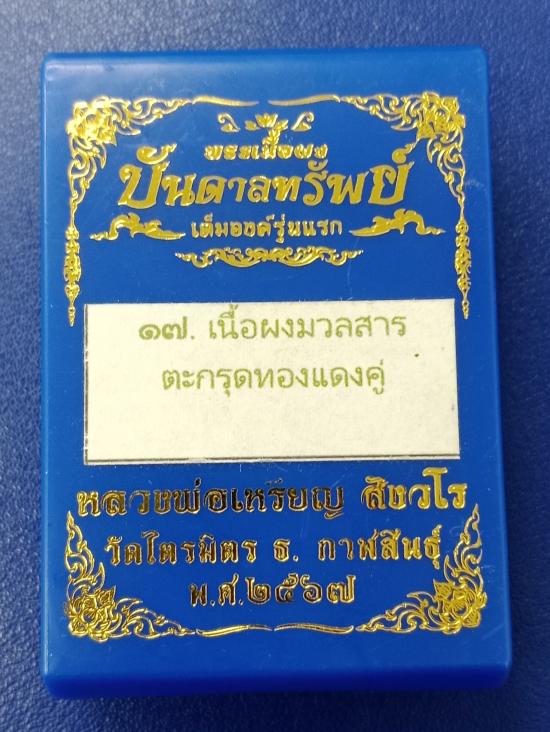 พระเนื้อผง
บันดาลทรัพย์
เต็มองค์รุ่นแรก
๑๗. เนื้อผงมวลสาร
ตะกรุดทองแดงคู่
หลวงพ่อเหรียญ สิงวโร
วัดไตรมิตร จ. กาฬสินธุ์
พ.ศ.๒๕๖๗